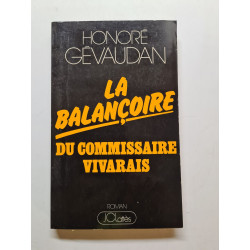 HONORÉ
GÉVAUDAN
LA
BALANÇOIRE
DU COMMISSAIRE
VIVARAIS
ROMAN
JCLattès